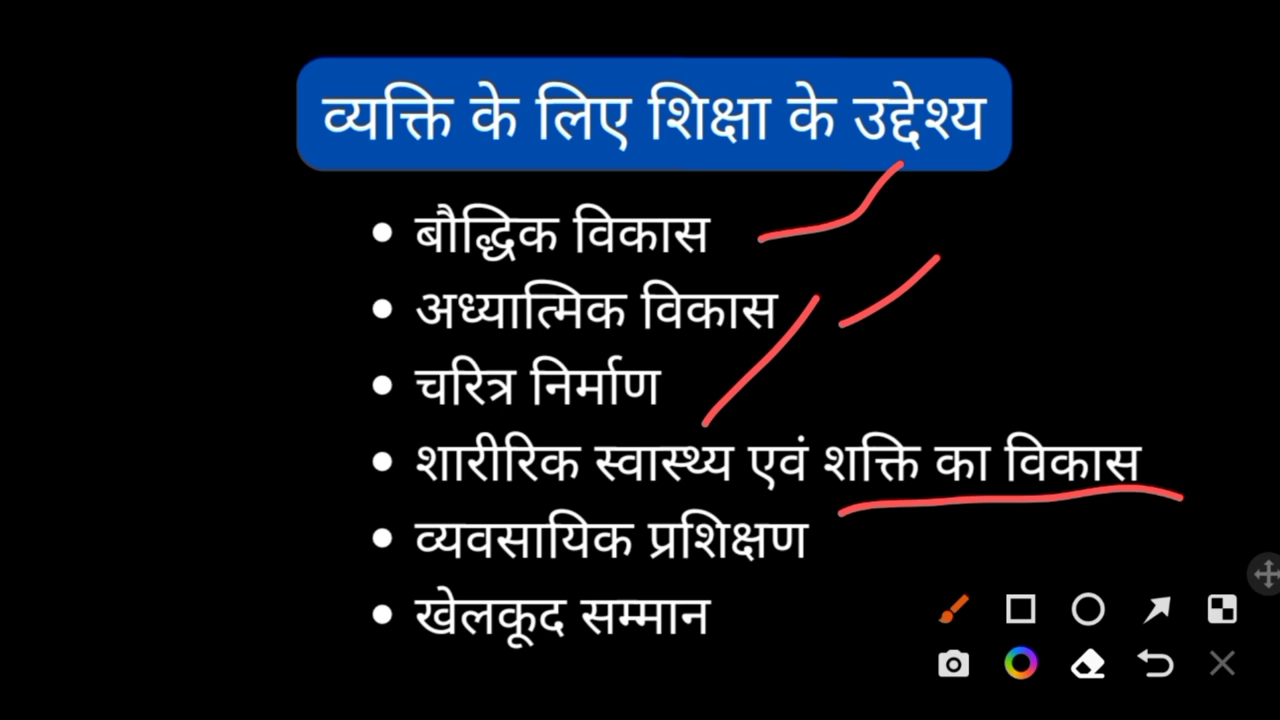 व्यक्ति के लिए शिक्षा के उद्देश्य
• बौद्धिक विकास
• अध्यात्मिक विकास
• चरित्र निर्माण
• शारीरिक स्वास्थ्य एवं शक्ति का विकास
• व्यवसायिक प्रशिक्षण
• खेलकूद सम्मान